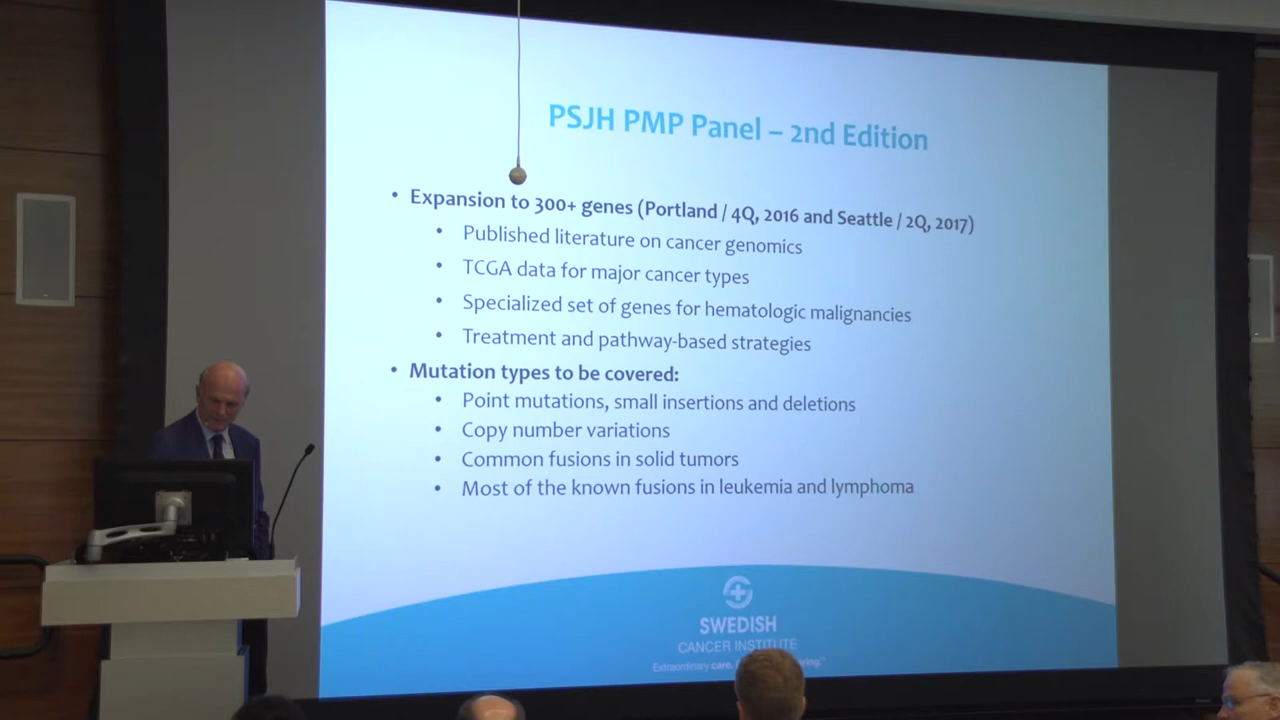 PSJH PMP Panel – 2nd Edition
• Expansion to 300+ genes (Portland / 4Q, 2016 and Seattle / 2Q, 2017)
• Published literature on cancer genomics
• TCGA data for major cancer types
• Specialized set of genes for hematologic malignancies
• Treatment and pathway-based strategies
• Mutation types to be covered:
• Point mutations, small insertions and deletions
• Copy number variations
• Common fusions in solid tumors
• Most of the known fusions in leukemia and lymphoma
SWEDISH
CANCER INSTITUTE
Extraordinary care.